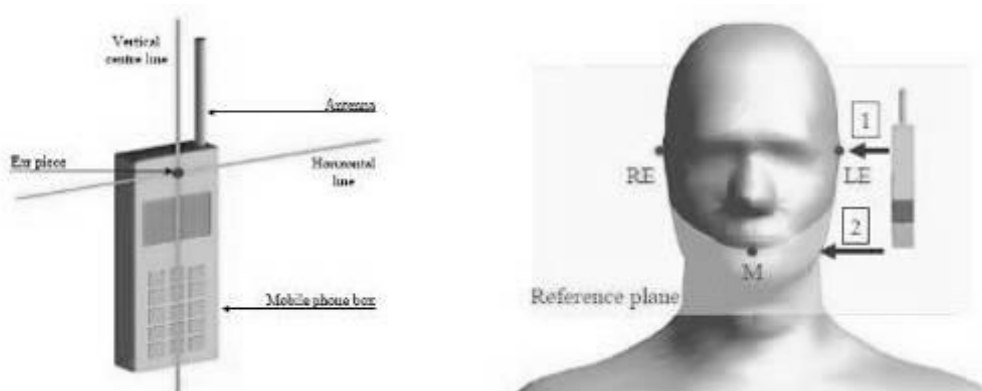 Vertical
centre line
Antenna
Ear piece
Horizontal
line
Mobile phone box
1
RE
LE
2
M
Reference plane